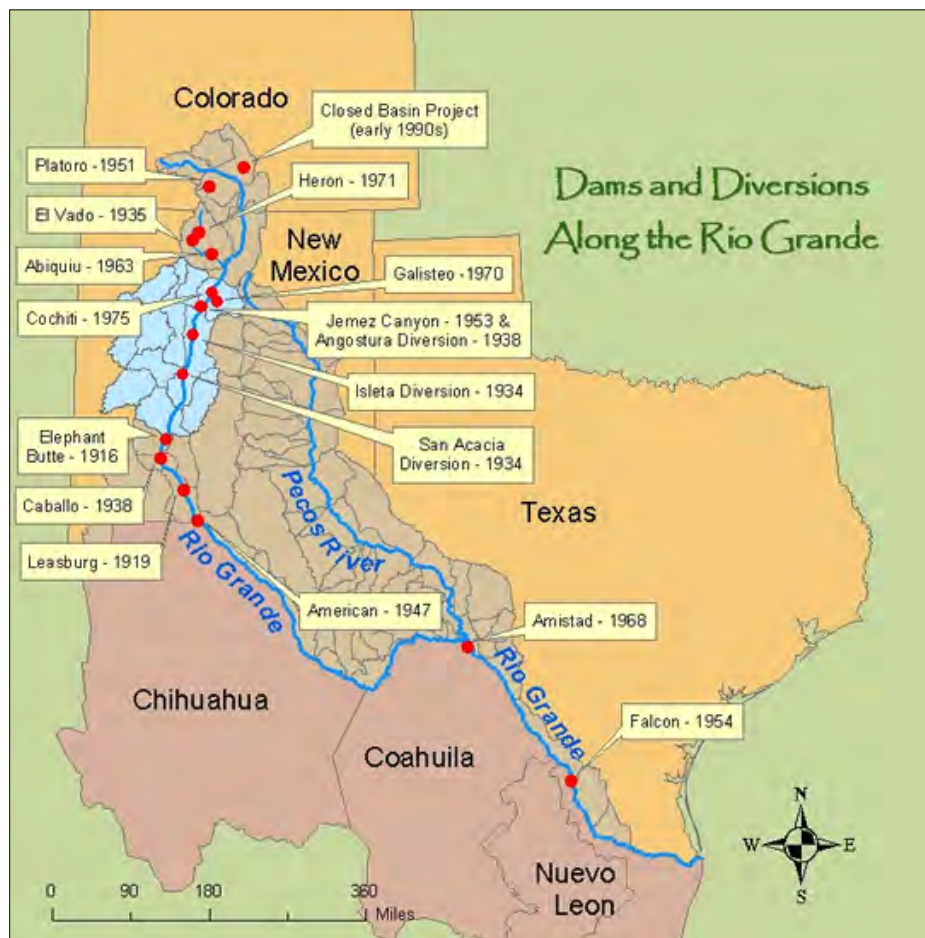 Colorado
Closed Basin Project
(early 1990s)
Platoro -1951
Heron - 1971
Dams and Diversions
Along the Rio Grande
El Vado - 1935
New
Mexico
Abiquiu - 1963
Galisteo - 1970
Cochiti - 1975
Jemez Canyon - 1953 &
Angostura Diversion - 1938
Isleta Diversion - 1934
Elephant
Butte - 1916
San Acacia
Diversion - 1934
Caballo - 1938
Pecos River
Texas
Leasburg - 1919
Rio Grande
American - 1947
Amistad - 1968
Rio Grande
Chihuahua
Falcon - 1954
Coahuila
N
W
E
S
Nuevo
Leon
0 90 180 360
Miles